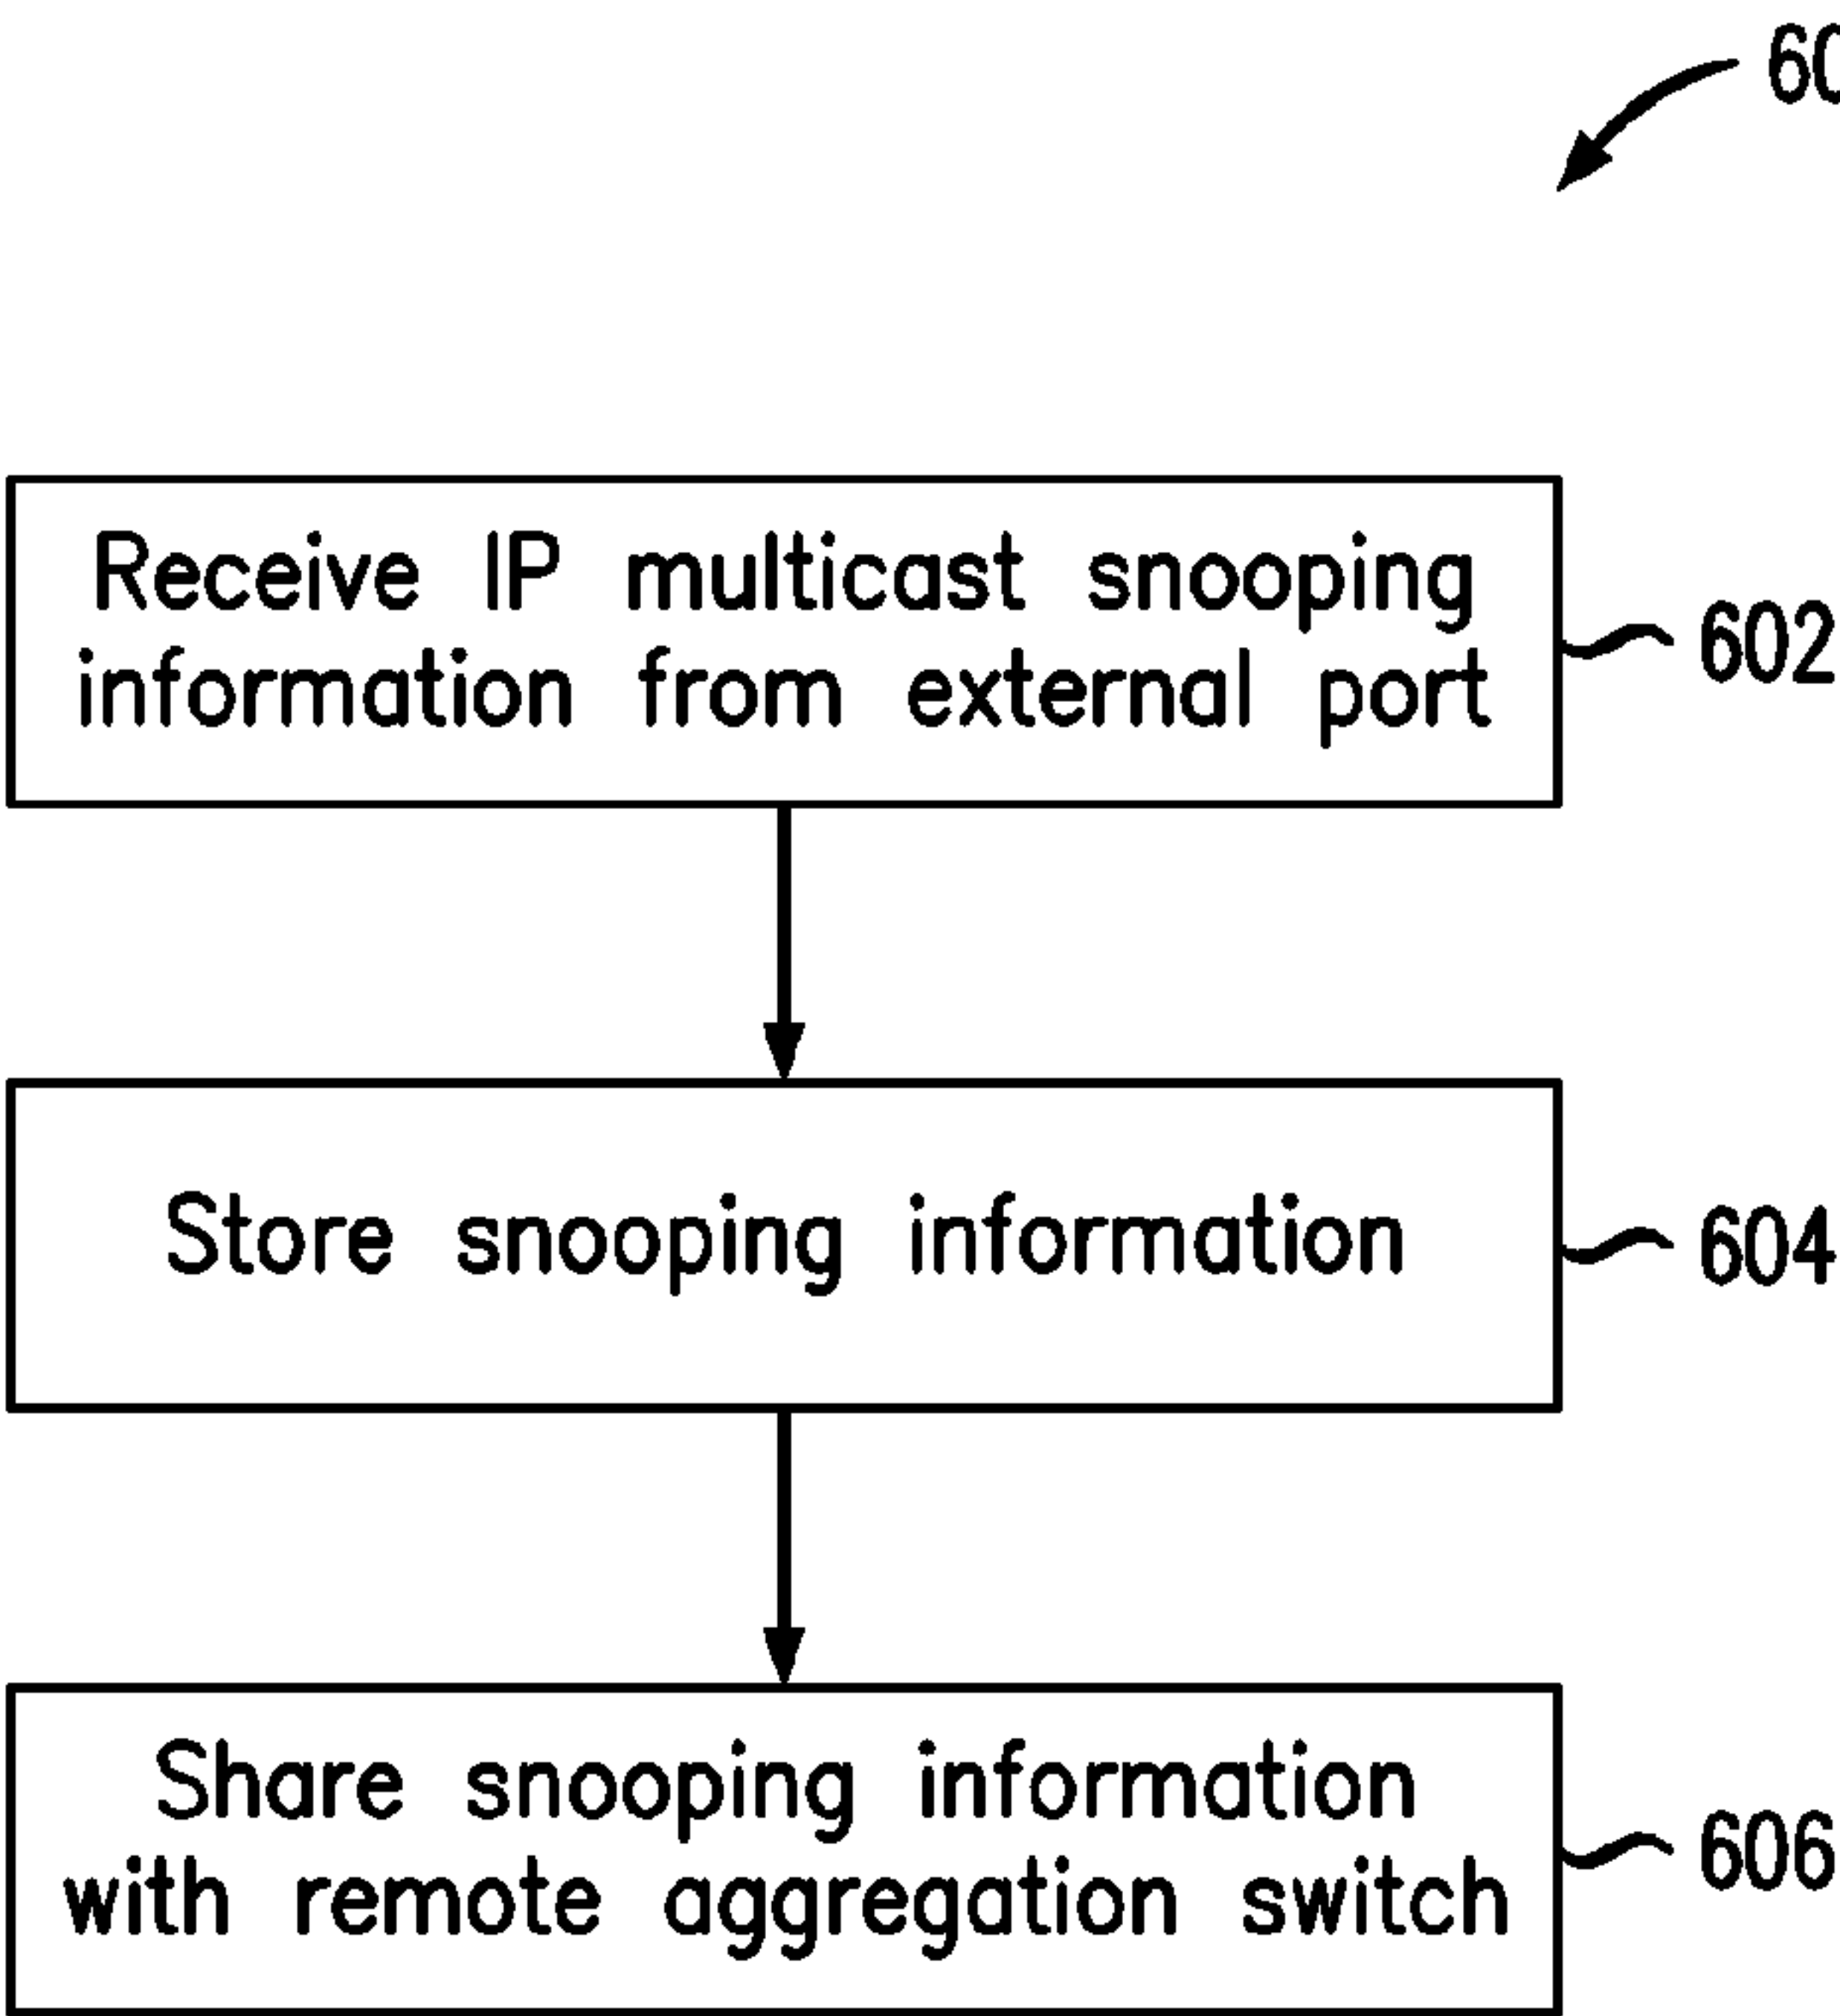 Receive IP multicast snooping
information from external port
602
Store snooping information
604
Share snooping information
with remote aggregation switch
606